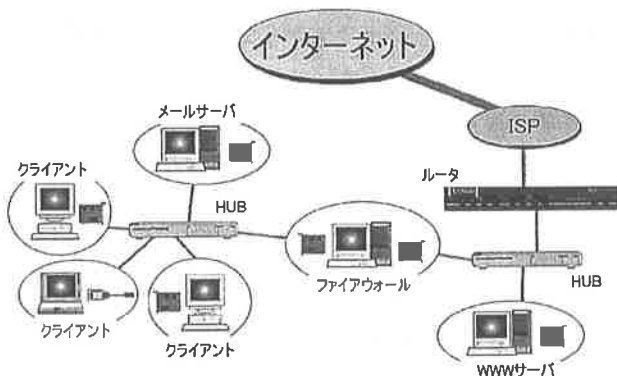 インターネット
ISP
メールサーバ
クライアント
ルータ
HUB
ファイアウォール
HUB
クライアント
クライアント
WWWサーバ